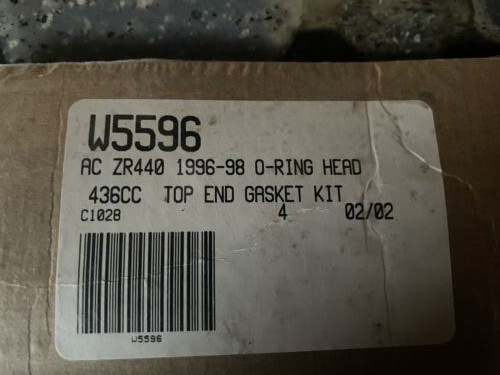 W5596
AC ZR440 1996-98 O-RING HEAD
436CC TOP END GASKET KIT
C1028 4 02/02
W5596